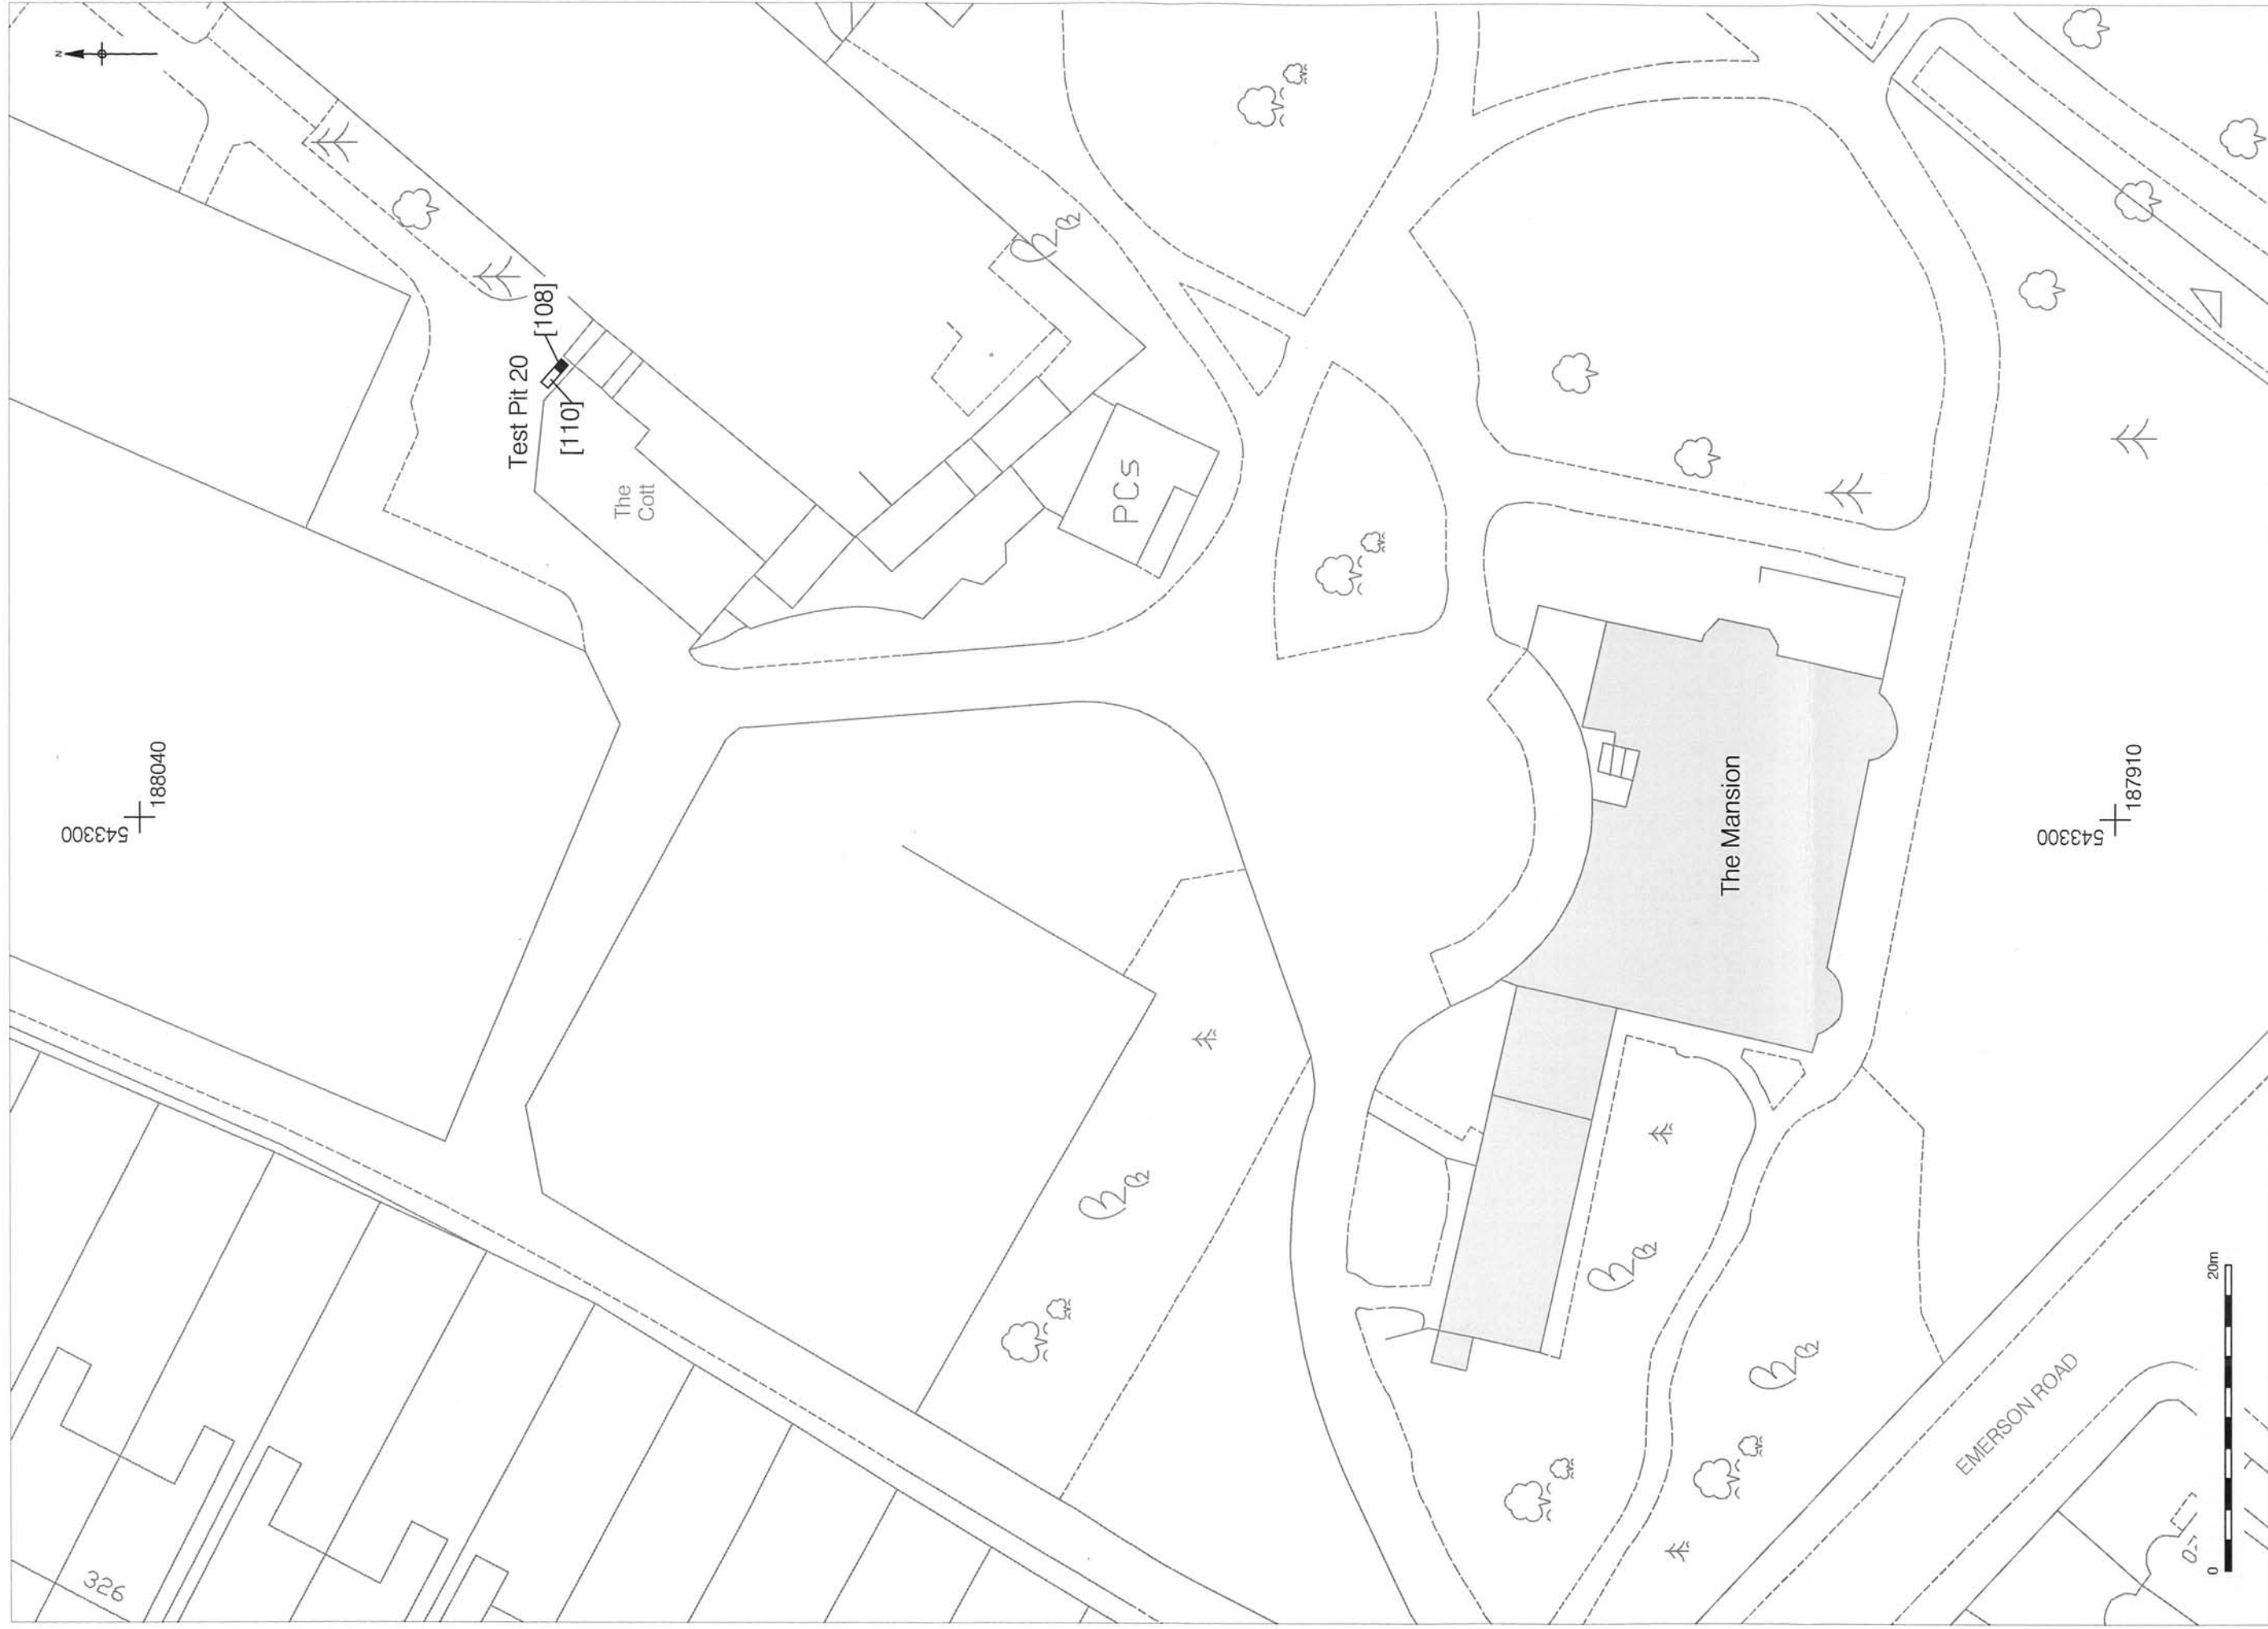 N
188040
543300
Test Pit 20
[108]
[110]
The
Cott
PCs
The Mansion
543300
187910
326
EMERSON ROAD
0
20m